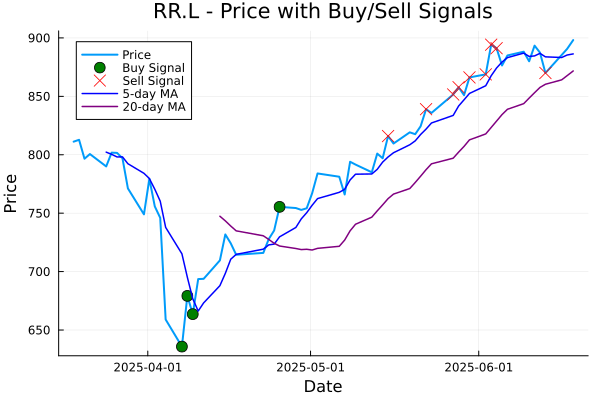 RR.L - Price with Buy/Sell Signals
Price
Buy Signal
Sell Signal
5-day MA
20-day MA
900
850
800
750
700
650
Price
2025-04-01
2025-05-01
2025-06-01
Date